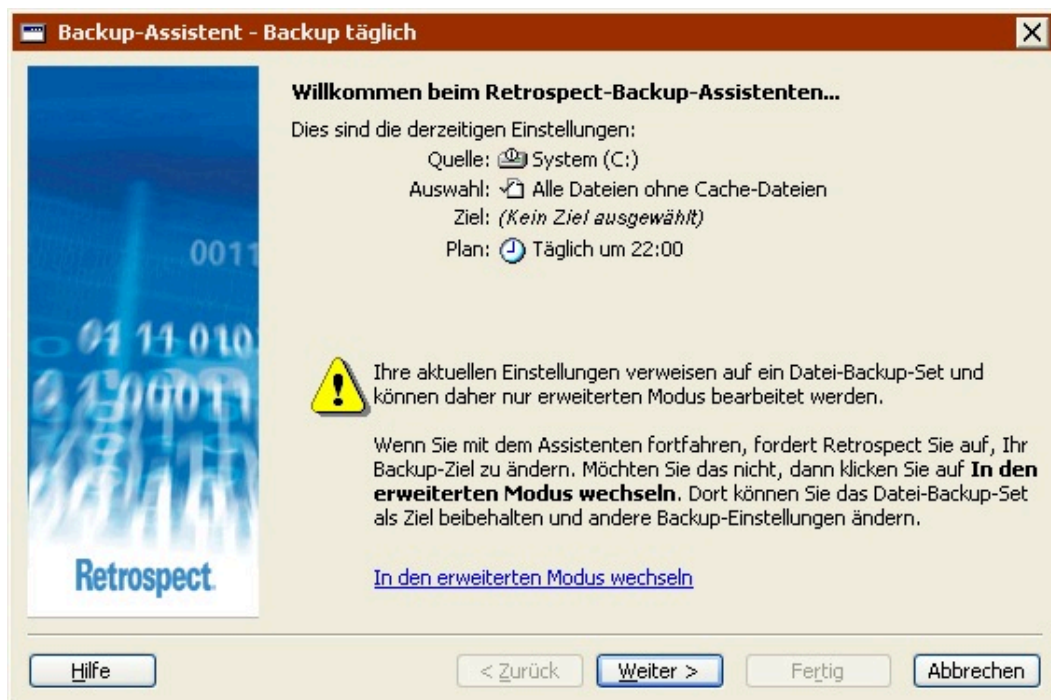 Backup-Assistent - Backup täglich
Willkommen beim Retrospect-Backup-Assistenten...
Dies sind die derzeitigen Einstellungen:
Quelle: System (C:)
Auswahl: Alle Dateien ohne Cache-Dateien
Ziel: (Kein Ziel ausgewählt)
Plan: Täglich um 22:00
0011
01 11 010
Ihre aktuellen Einstellungen verweisen auf ein Datei-Backup-Set und
können daher nur erweiterten Modus bearbeitet werden.
Wenn Sie mit dem Assistenten fortfahren, fordert Retrospect Sie auf, Ihr
Backup-Ziel zu ändern. Möchten Sie das nicht, dann klicken Sie auf In den
erweiterten Modus wechseln. Dort können Sie das Datei-Backup-Set
als Ziel beibehalten und andere Backup-Einstellungen ändern.
Retrospect.
In den erweiterten Modus wechseln
Hilfe
< Zurück
Weiter >
Fertig
Abbrechen